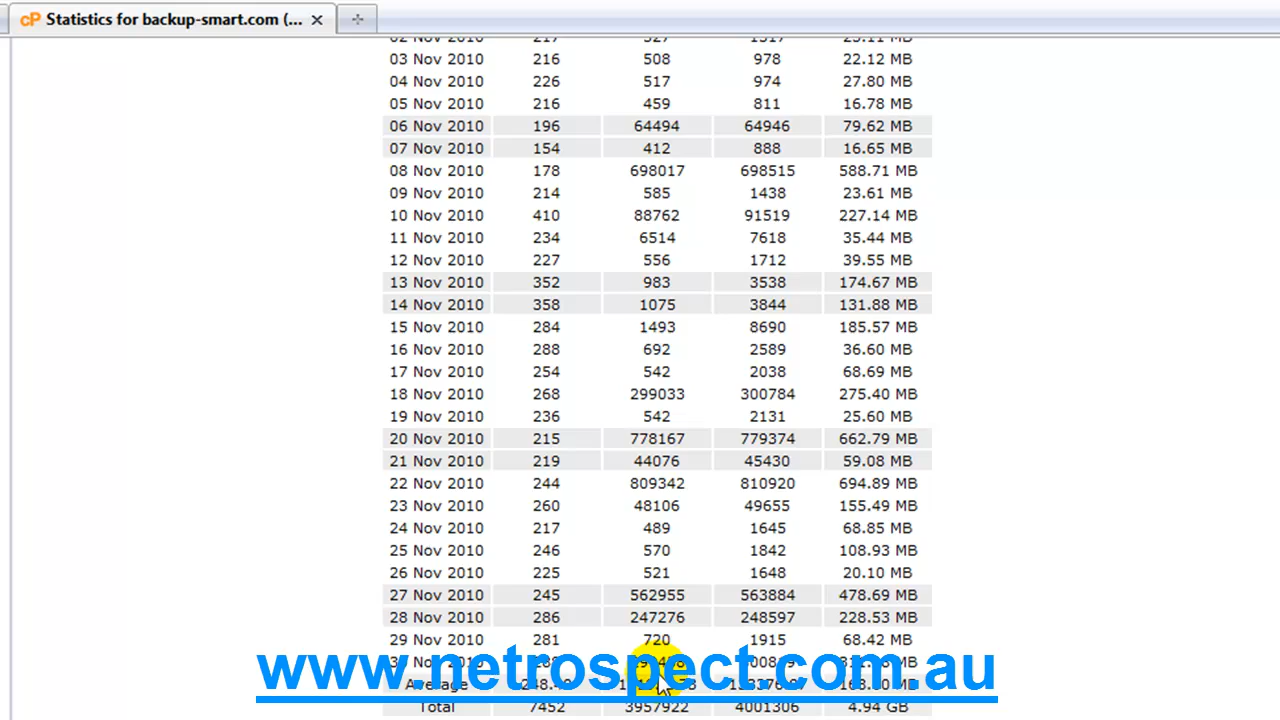 cP Statistics for backup-smart.com (... × +
03 Nov 2010 216 508 978 22.12 MB
04 Nov 2010 226 517 974 27.80 MB
05 Nov 2010 216 459 811 16.78 MB
06 Nov 2010 196 64494 64946 79.62 MB
07 Nov 2010 154 412 888 16.65 MB
08 Nov 2010 178 698017 698515 588.71 MB
09 Nov 2010 214 585 1438 23.61 MB
10 Nov 2010 410 88762 91519 227.14 MB
11 Nov 2010 234 6514 7618 35.44 MB
12 Nov 2010 227 556 1712 39.55 MB
13 Nov 2010 352 983 3538 174.67 MB
14 Nov 2010 358 1075 3844 131.88 MB
15 Nov 2010 284 1493 8690 185.57 MB
16 Nov 2010 288 692 2589 36.60 MB
17 Nov 2010 254 542 2038 68.69 MB
18 Nov 2010 268 299033 300784 275.40 MB
19 Nov 2010 236 542 2131 25.60 MB
20 Nov 2010 215 778167 779374 662.79 MB
21 Nov 2010 219 44076 45430 59.08 MB
22 Nov 2010 244 809342 810920 694.89 MB
23 Nov 2010 260 48106 49655 155.49 MB
24 Nov 2010 217 489 1645 68.85 MB
25 Nov 2010 246 570 1842 108.93 MB
26 Nov 2010 225 521 1648 20.10 MB
27 Nov 2010 245 562955 563884 478.69 MB
28 Nov 2010 286 247276 248597 228.53 MB
29 Nov 2010 281 720 1915 68.42 MB
www.netrospect.com.au
Average
Total 7452 3957922 4001306 4.94 GB